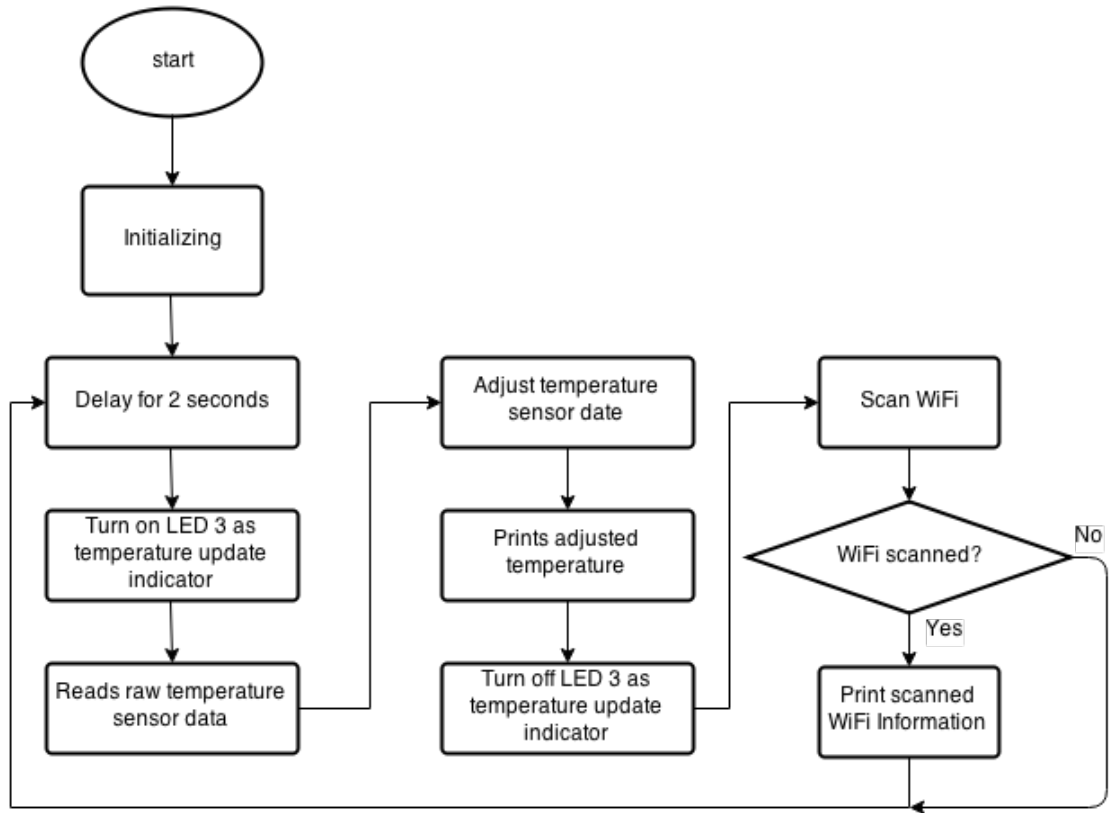 start
Initializing
Delay for 2 seconds
Turn on LED 3 as
temperature update
indicator
Reads raw temperature
sensor data
Adjust temperature
sensor date
Prints adjusted
temperature
Turn off LED 3 as
temperature update
indicator
Scan WiFi
WiFi scanned?
No
Yes
Print scanned
WiFi Information